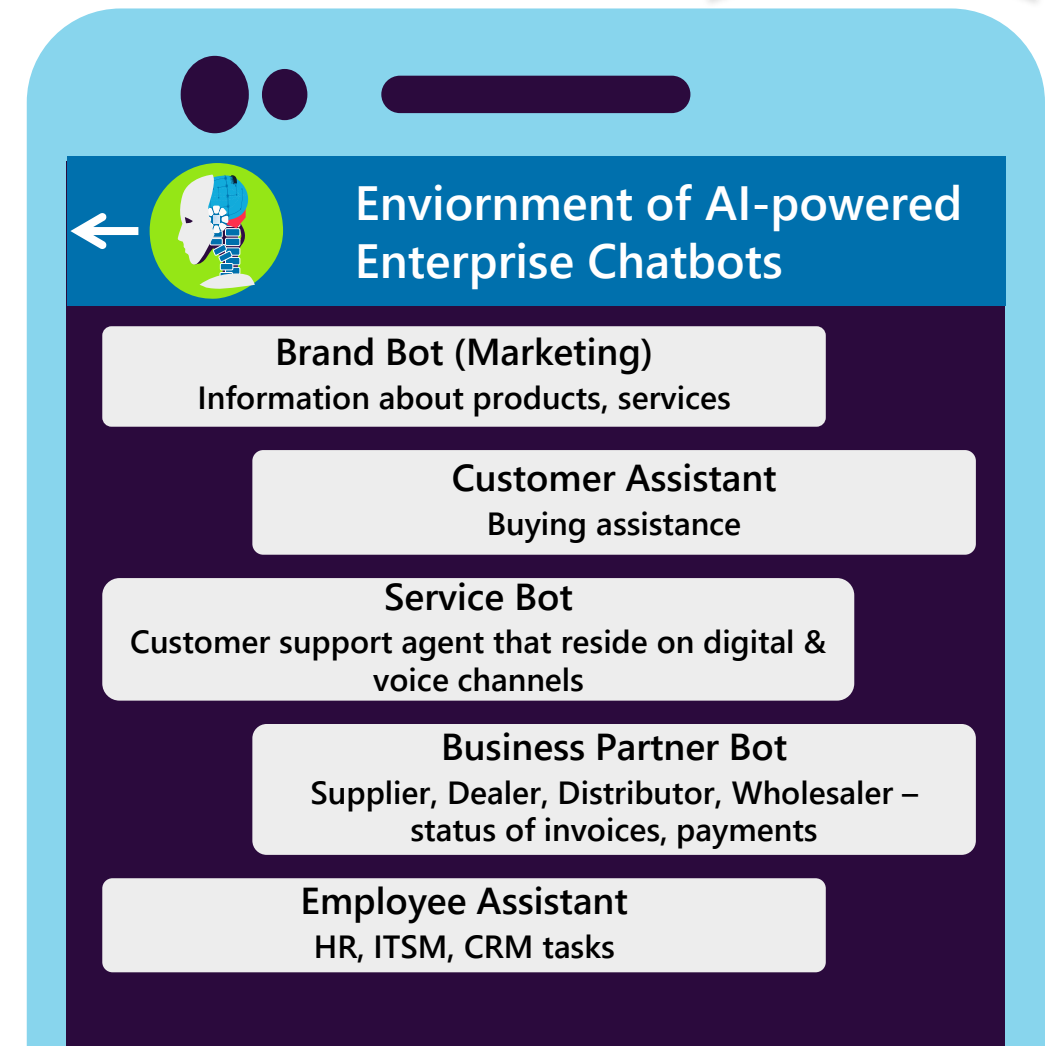 Enviornment of AI-powered
Enterprise Chatbots
Brand Bot (Marketing)
Information about products, services
Customer Assistant
Buying assistance
Service Bot
Customer support agent that reside on digital &
voice channels
Business Partner Bot
Supplier, Dealer, Distributor, Wholesaler –
status of invoices, payments
Employee Assistant
HR, ITSM, CRM tasks